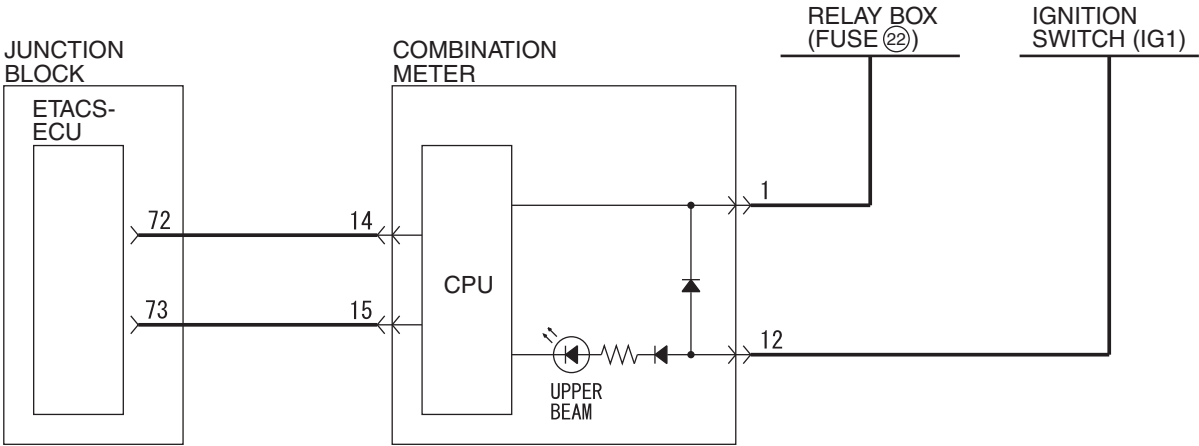 RELAY BOX
(FUSE 22)
IGNITION
SWITCH (IG1)
JUNCTION
BLOCK
COMBINATION
METER
ETACS-
ECU
1
72
14
CPU
73
15
12
UPPER
BEAM